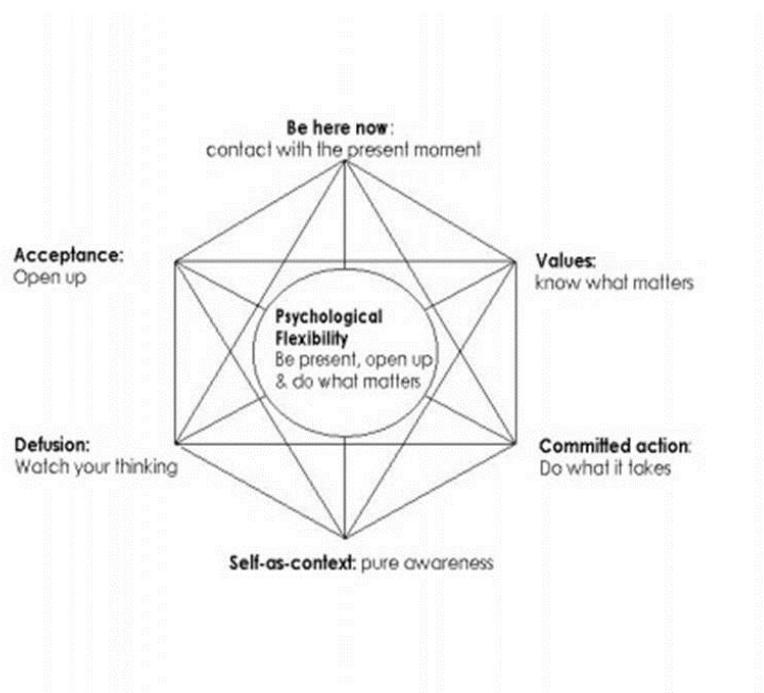 Be here now:
contact with the present moment
Acceptance:
Open up
Values:
know what matters
Psychological
Flexibility
Be present, open up
& do what matters
Defusion:
Watch your thinking
Committed action:
Do what it takes
Self-as-context: pure awareness